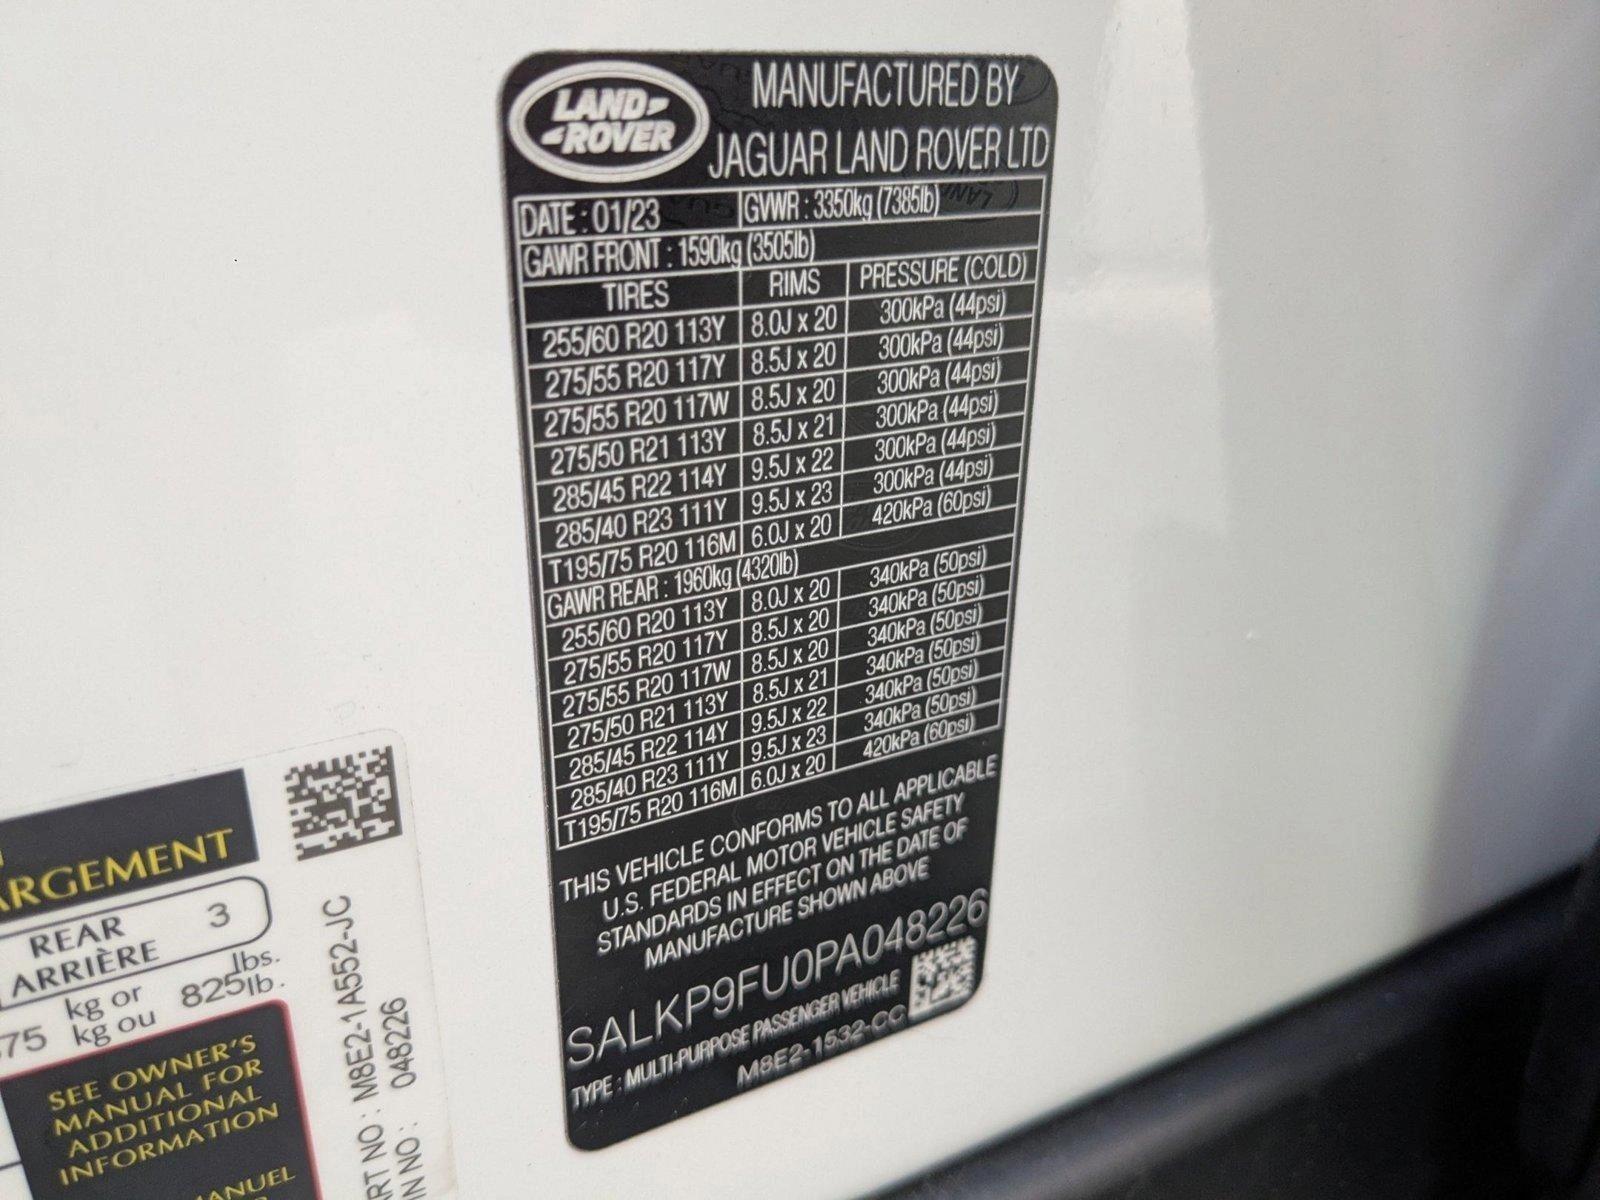 LAND
ROVER
MANUFACTURED BY
JAGUAR LAND ROVER LTD
DATE : 01/23 GVWR : 3350kg (7385lb)
GAWR FRONT : 1590kg (3505lb)
TIRES RIMS PRESSURE (COLD)
255/60 R20 113Y 8.0J x 20 300kPa (44psi)
275/55 R20 117Y 8.5J x 20 300kPa (44psi)
275/55 R20 117W 8.5J x 20 300kPa (44psi)
275/50 R21 113Y 8.5J x 21 300kPa (44psi)
285/45 R22 114Y 9.5J x 22 300kPa (44psi)
285/40 R23 111Y 9.5J x 23 300kPa (44psi)
T195/75 R20 116M 6.0J x 20 420kPa (60psi)
GAWR REAR : 1960kg (4320lb)
255/60 R20 113Y 8.0J x 20 340kPa (50psi)
275/55 R20 117Y 8.5J x 20 340kPa (50psi)
275/55 R20 117W 8.5J x 20 340kPa (50psi)
275/50 R21 113Y 8.5J x 21 340kPa (50psi)
285/45 R22 114Y 9.5J x 22 340kPa (50psi)
285/40 R23 111Y 9.5J x 23 340kPa (50psi)
T195/75 R20 116M 6.0J x 20 420kPa (60psi)
THIS VEHICLE CONFORMS TO ALL APPLICABLE
U.S. FEDERAL MOTOR VEHICLE SAFETY
STANDARDS IN EFFECT ON THE DATE OF
MANUFACTURE SHOWN ABOVE
SALKP9FU0PA048226
TYPE : MULTI-PURPOSE PASSENGER VEHICLE
M8E2-1532-CC
ARGEMENT
REAR 3
ARRIÈRE
75 kg or 825 lbs.
kg ou lb.
SEE OWNER'S
MANUAL FOR
ADDITIONAL
INFORMATION
MANUEL
ART NO : M8E2-1A552-JC
IN NO : 048226